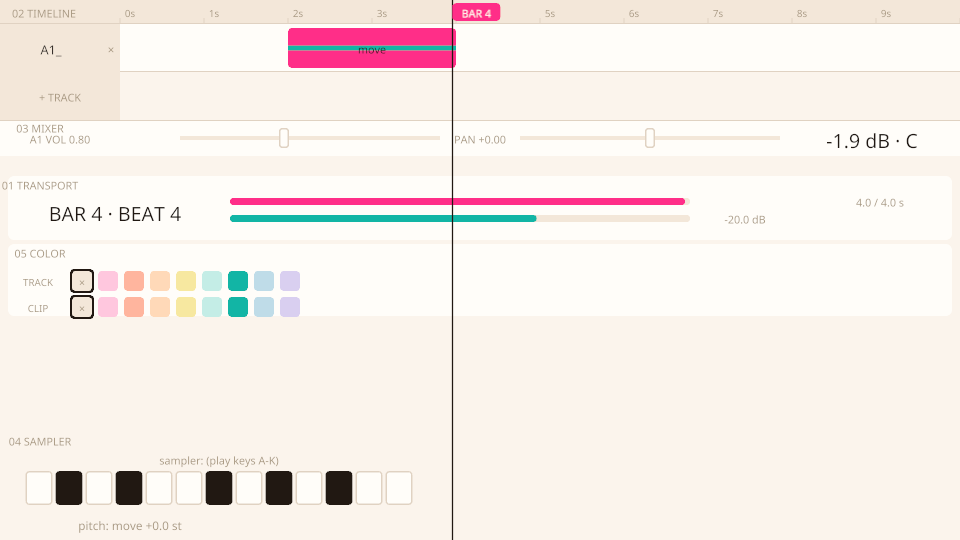 02 TIMELINE 0s 1s 2s 3s BAR 4 5s 6s 7s 8s 9s
A1_ × move
+ TRACK
03 MIXER
A1 VOL 0.80 PAN +0.00 -1.9 dB · C
01 TRANSPORT
BAR 4 · BEAT 4 -20.0 dB 4.0 / 4.0 s
05 COLOR
TRACK ×
CLIP ×
04 SAMPLER
sampler: (play keys A-K)
pitch: move +0.0 st